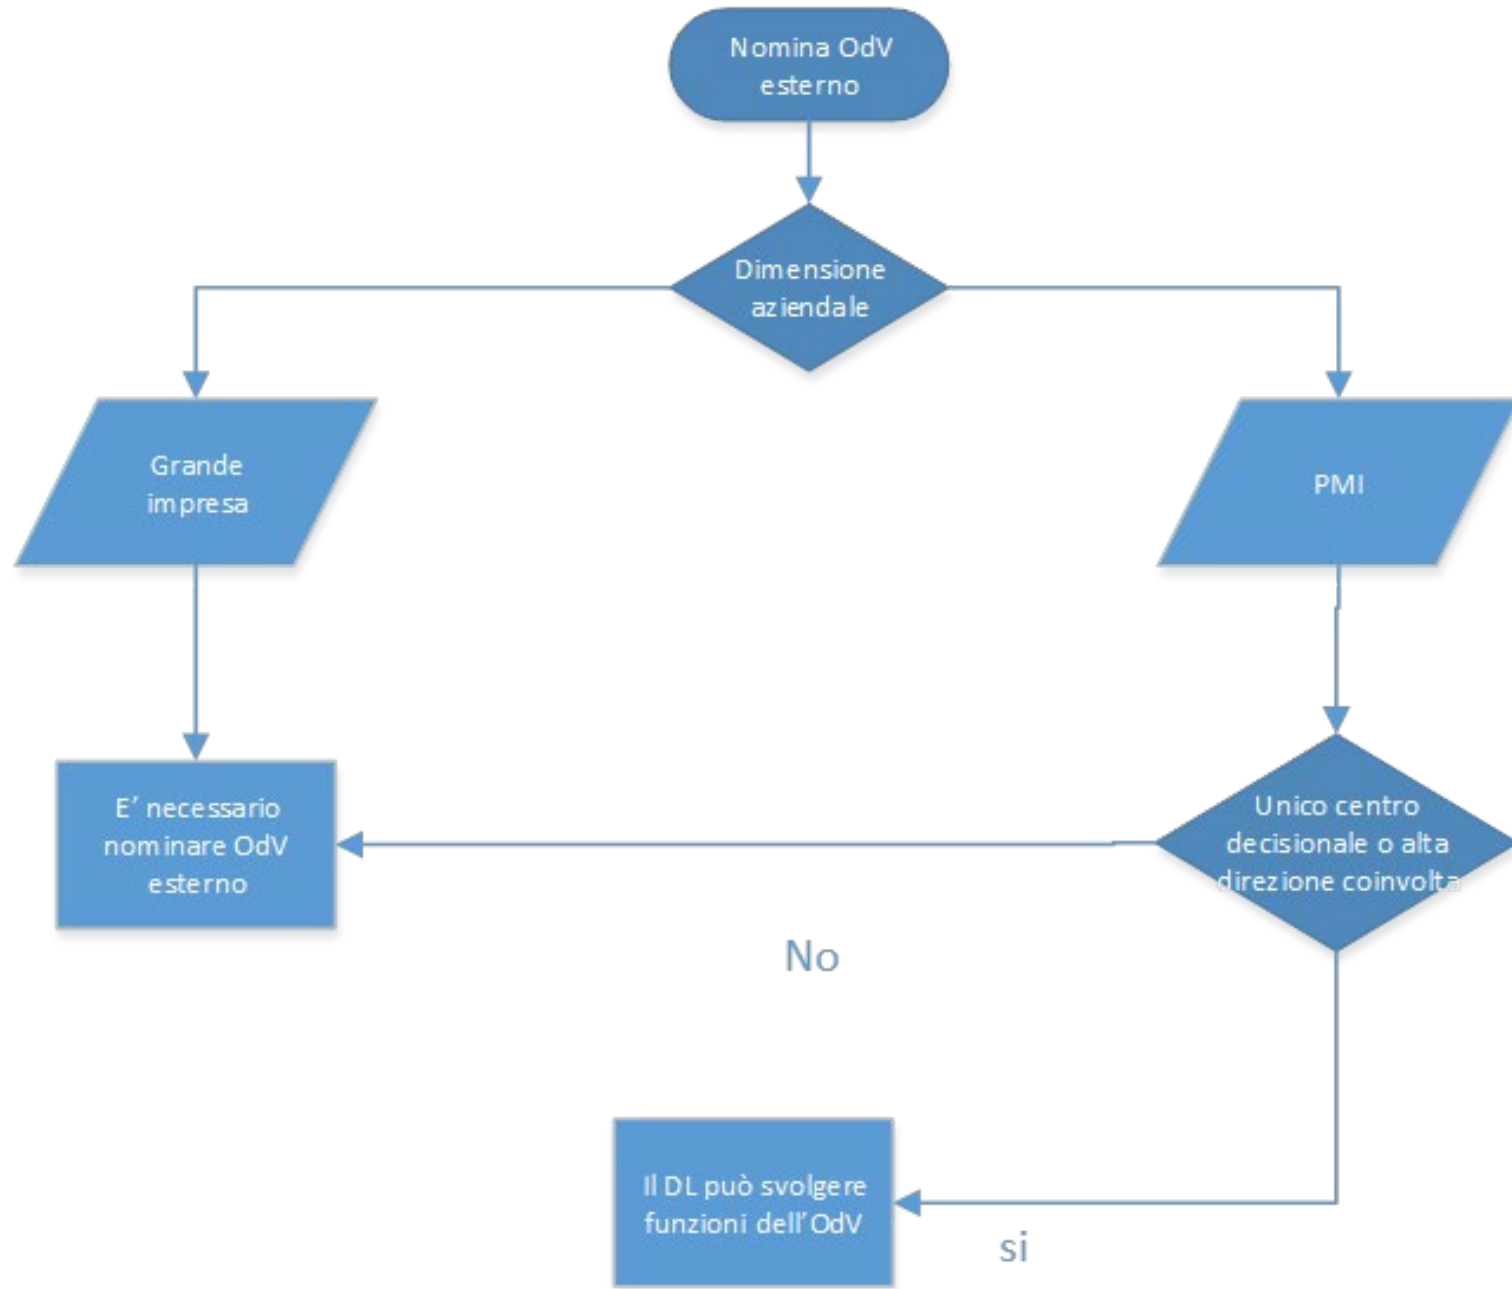 Nomina OdV
esterno
Dimensione
aziendale
Grande
impresa
PMI
E’ necessario
nominare OdV
esterno
Unico centro
decisionale o alta
direzione coinvolta
No
Il DL può svolgere
funzioni dell’OdV
si